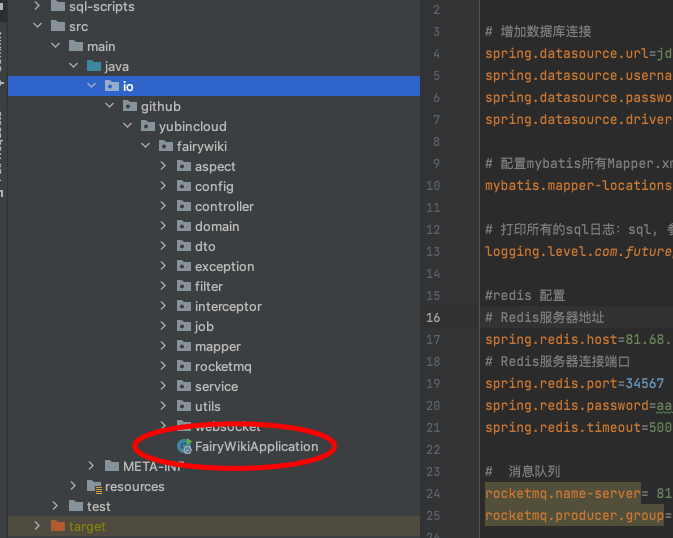 sql-scripts
src
main
java
io
github
yubincloud
fairywiki
aspect
config
controller
domain
dto
exception
filter
interceptor
job
mapper
rocketmq
service
utils
websocket
FairyWikiApplication
META-INF
resources
test
target
2
3 # 增加数据库连接
4 spring.datasource.url=jd
5 spring.datasource.userna
6 spring.datasource.passwo
7 spring.datasource.driver
8
9 # 配置mybatis所有Mapper.xm
10 mybatis.mapper-locations
11
12 # 打印所有的sql日志：sql, 参
13 logging.level.com.future
14
15 #redis 配置
16 # Redis服务器地址
17 spring.redis.host=81.68.
18 # Redis服务器连接端口
19 spring.redis.port=34567
20 spring.redis.password=aa
21 spring.redis.timeout=500
22
23 # 消息队列
24 rocketmq.name-server= 81
25 rocketmq.producer.group=